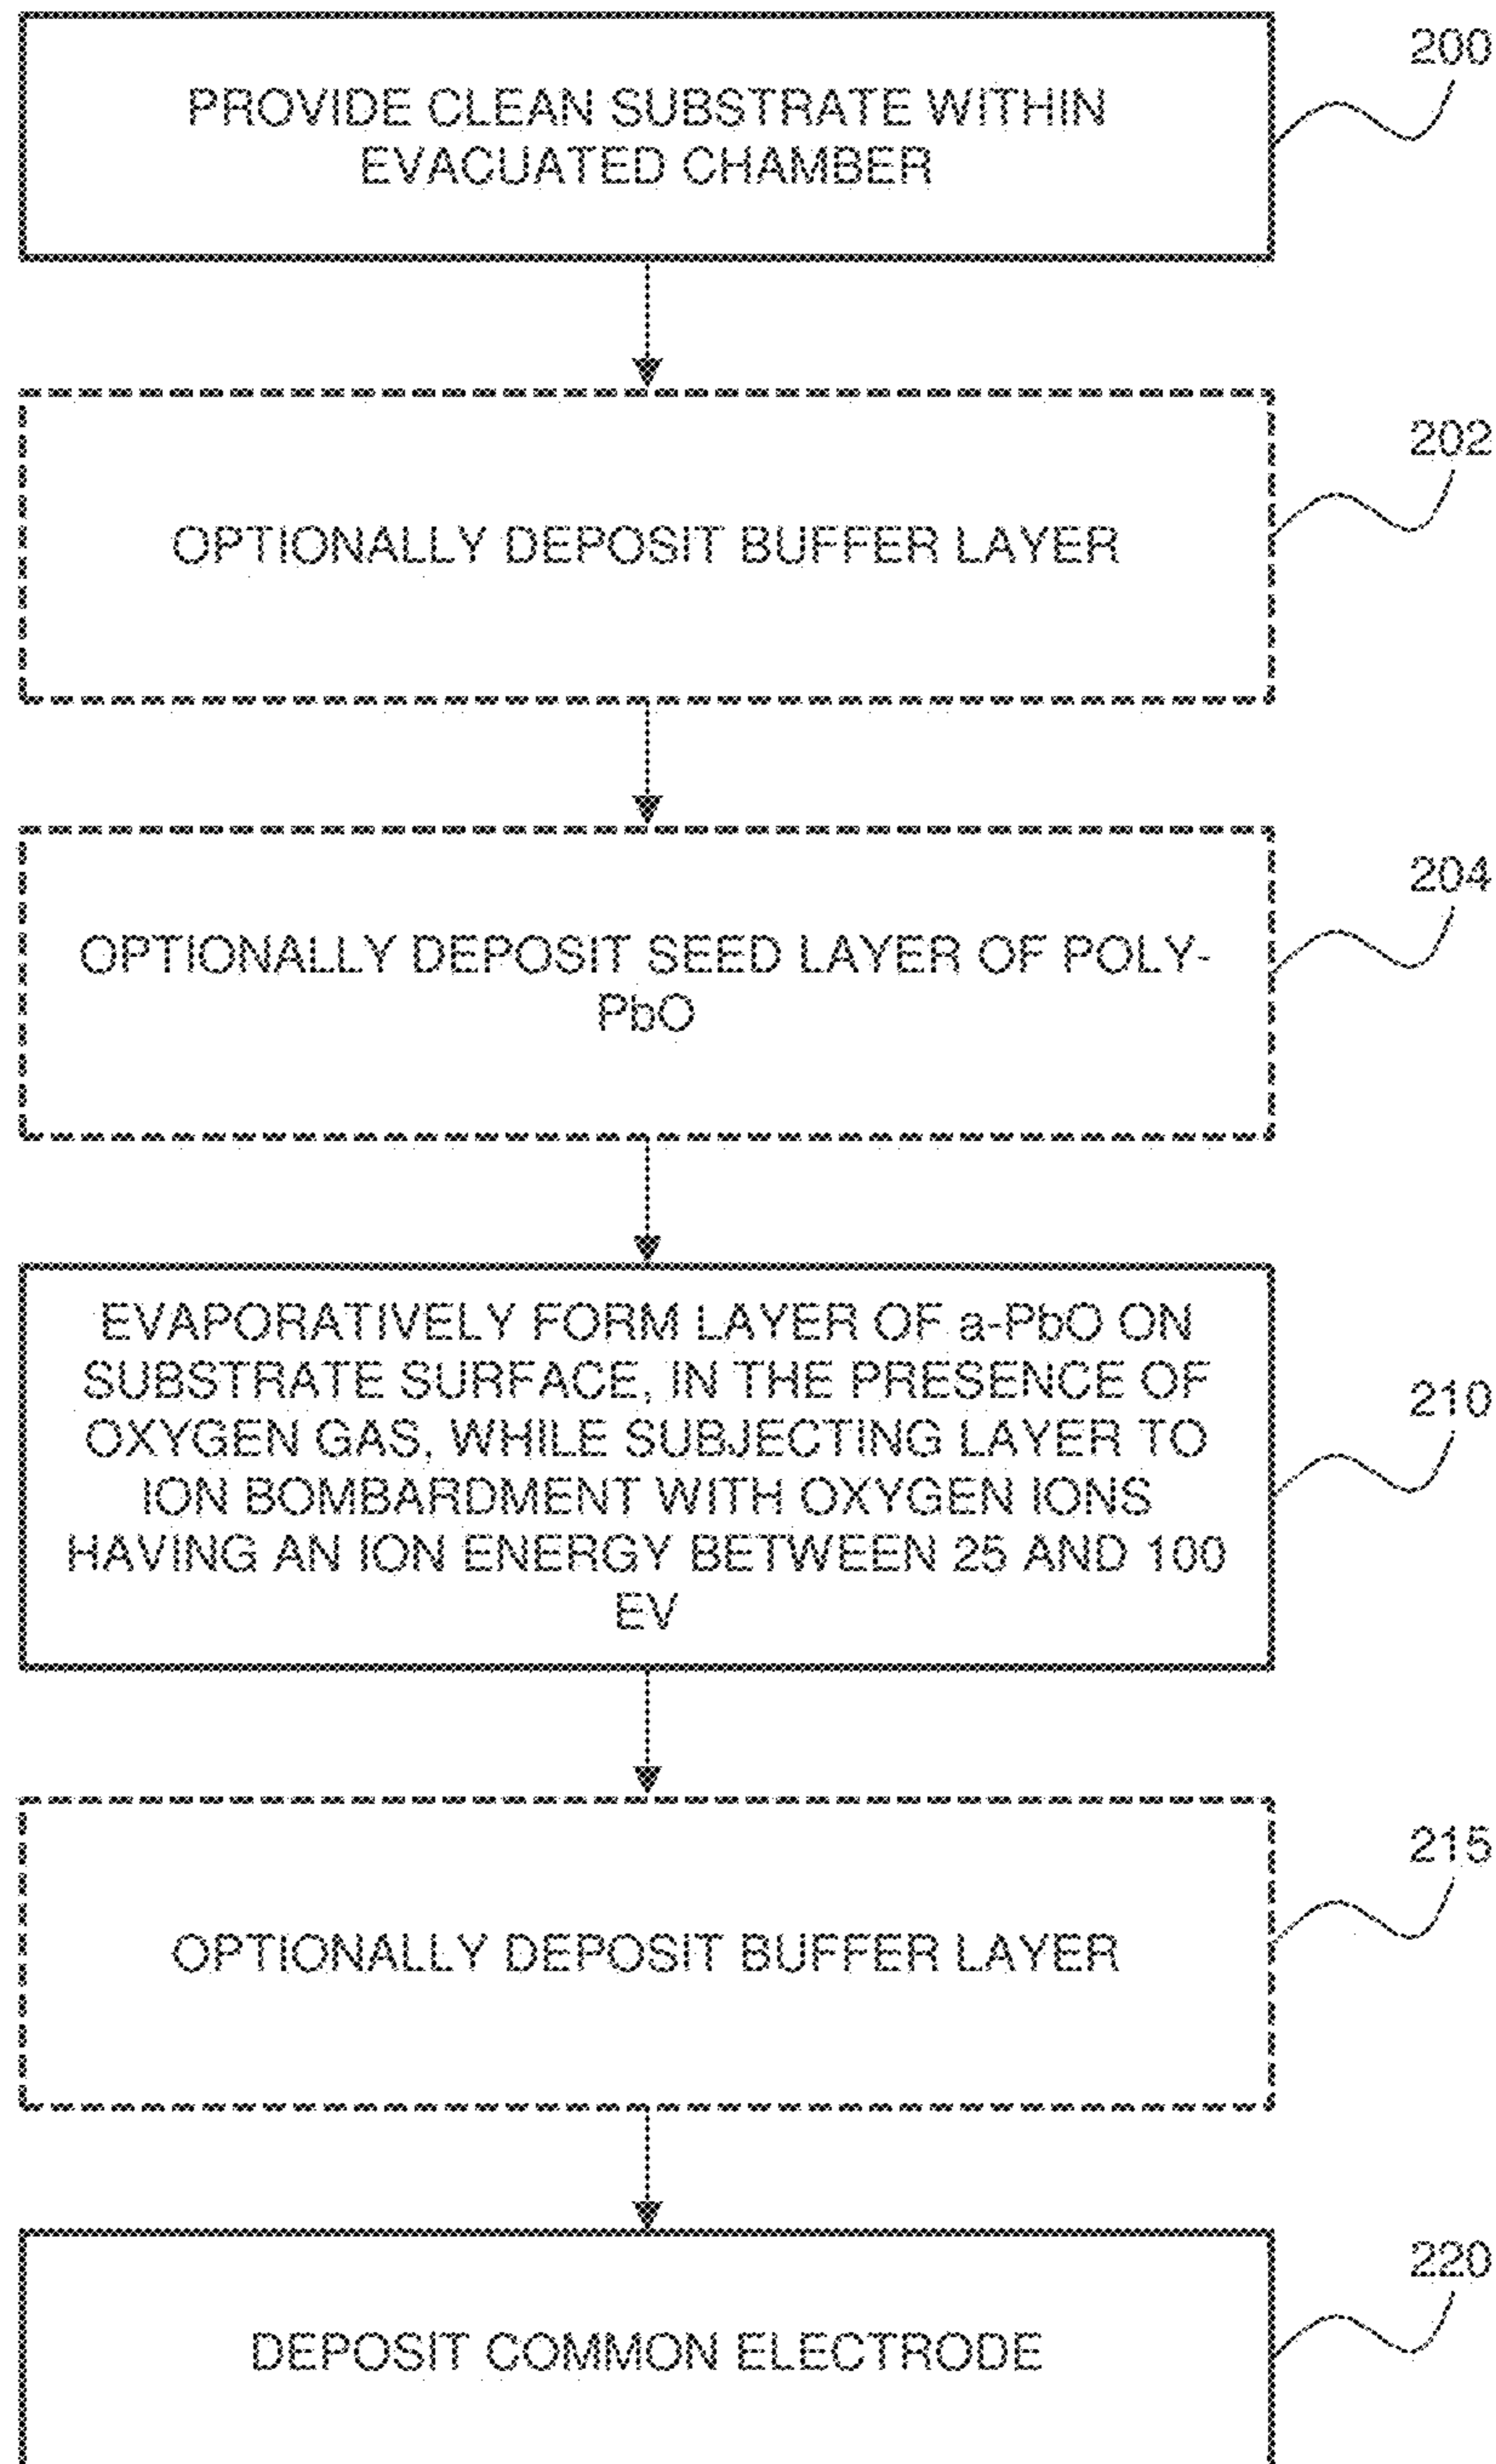 200
PROVIDE CLEAN SUBSTRATE WITHIN
EVACUATED CHAMBER
202
OPTIONALLY DEPOSIT BUFFER LAYER
204
OPTIONALLY DEPOSIT SEED LAYER OF POLY-
PbO
EVAPORATIVELY FORM LAYER OF a-PbO ON
SUBSTRATE SURFACE, IN THE PRESENCE OF
210
OXYGEN GAS, WHILE SUBJECTING LAYER TO
ION BOMBARDMENT WITH OXYGEN IONS
HAVING AN ION ENERGY BETWEEN 25 AND 100
EV
215
OPTIONALLY DEPOSIT BUFFER LAYER
220
DEPOSIT COMMON ELECTRODE